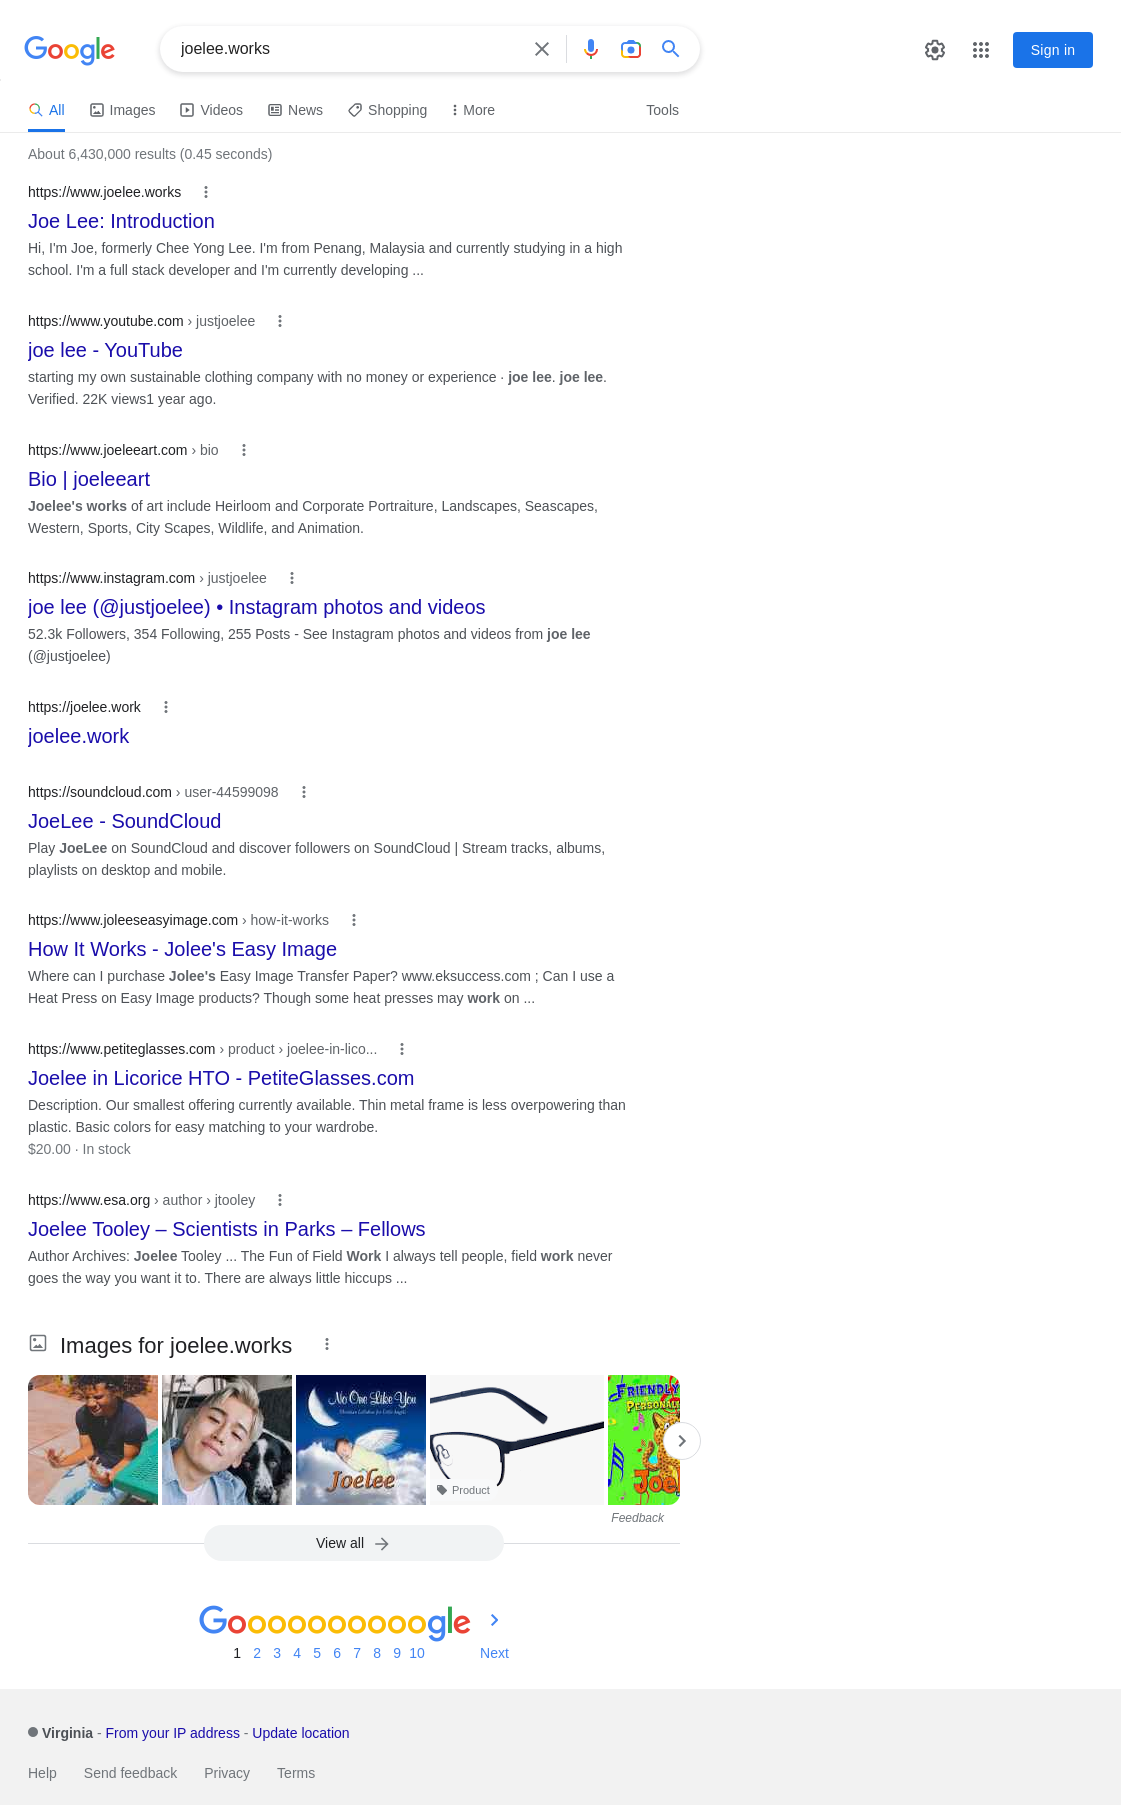 Google
joelee.works
Sign in
All Images Videos News Shopping More Tools
About 6,430,000 results (0.45 seconds)
https://www.joelee.works
Joe Lee: Introduction
Hi, I'm Joe, formerly Chee Yong Lee. I'm from Penang, Malaysia and currently studying in a high
school. I'm a full stack developer and I'm currently developing ...
https://www.youtube.com › justjoelee
joe lee - YouTube
starting my own sustainable clothing company with no money or experience · joe lee. joe lee.
Verified. 22K views1 year ago.
https://www.joeleeart.com › bio
Bio | joeleeart
Joelee's works of art include Heirloom and Corporate Portraiture, Landscapes, Seascapes,
Western, Sports, City Scapes, Wildlife, and Animation.
https://www.instagram.com › justjoelee
joe lee (@justjoelee) • Instagram photos and videos
52.3k Followers, 354 Following, 255 Posts - See Instagram photos and videos from joe lee
(@justjoelee)
https://joelee.work
joelee.work
https://soundcloud.com › user-44599098
JoeLee - SoundCloud
Play JoeLee on SoundCloud and discover followers on SoundCloud | Stream tracks, albums,
playlists on desktop and mobile.
https://www.joleeseasyimage.com › how-it-works
How It Works - Jolee's Easy Image
Where can I purchase Jolee's Easy Image Transfer Paper? www.eksuccess.com ; Can I use a
Heat Press on Easy Image products? Though some heat presses may work on ...
https://www.petiteglasses.com › product › joelee-in-lico...
Joelee in Licorice HTO - PetiteGlasses.com
Description. Our smallest offering currently available. Thin metal frame is less overpowering than
plastic. Basic colors for easy matching to your wardrobe.
$20.00 · In stock
https://www.esa.org › author › jtooley
Joelee Tooley – Scientists in Parks – Fellows
Author Archives: Joelee Tooley ... The Fun of Field Work I always tell people, field work never
goes the way you want it to. There are always little hiccups ...
Images for joelee.works
No One Like You
Christian Lullabies for Little Angels
Joelee
Product
FRIENDLY
PERSONAL
Joe
Feedback
View all
Goooooooooogle
1 2 3 4 5 6 7 8 9 10 Next
Virginia - From your IP address - Update location
Help Send feedback Privacy Terms